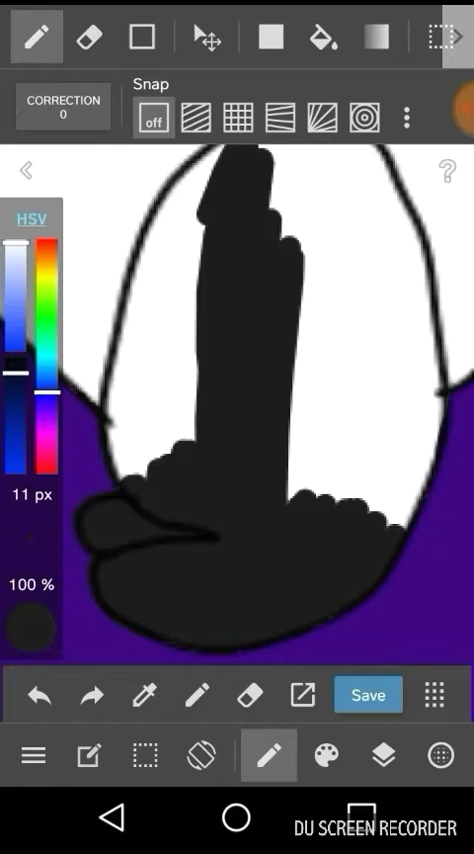 CORRECTION
0
Snap
off
?
HSV
11 px
100 %
Save
DU SCREEN RECORDER